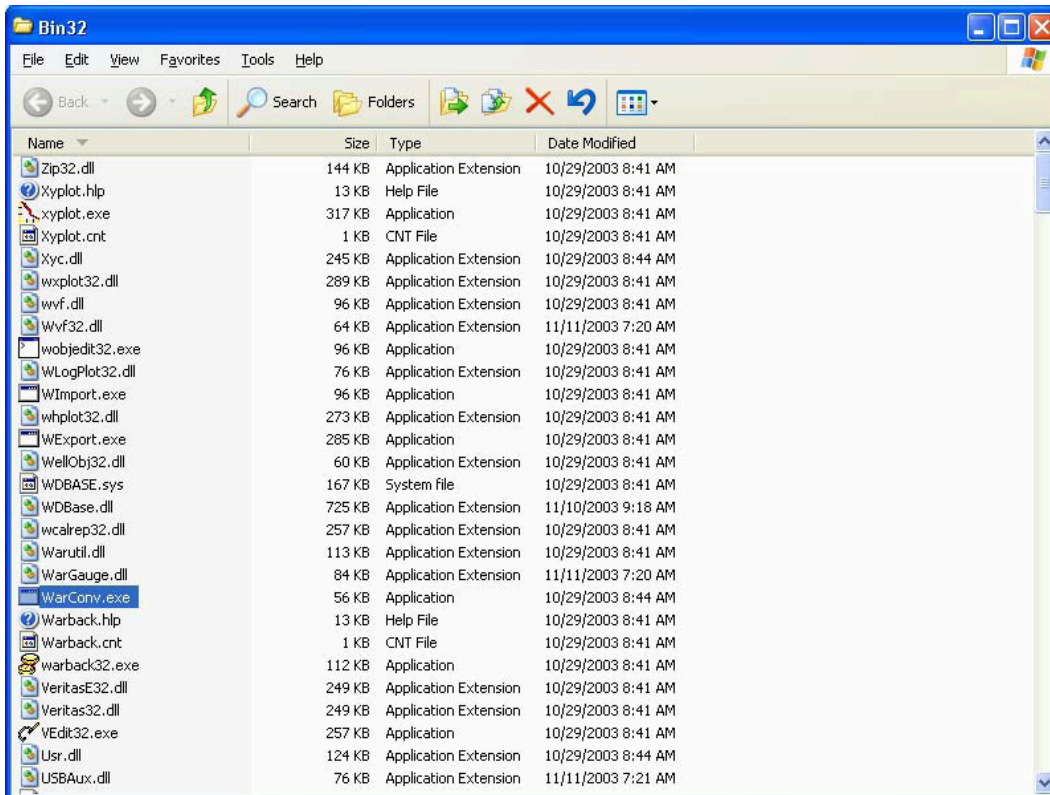 Bin32
File Edit View Favorites Tools Help
Back Search Folders
Name Size Type Date Modified
Zip32.dll 144 KB Application Extension 10/29/2003 8:41 AM
Xyplot.hlp 13 KB Help File 10/29/2003 8:41 AM
xyplot.exe 317 KB Application 10/29/2003 8:41 AM
Xyplot.cnt 1 KB CNT File 10/29/2003 8:41 AM
Xyc.dll 245 KB Application Extension 10/29/2003 8:44 AM
wxplot32.dll 289 KB Application Extension 10/29/2003 8:41 AM
wvf.dll 96 KB Application Extension 10/29/2003 8:41 AM
Wvf32.dll 64 KB Application Extension 11/11/2003 7:20 AM
wobjedit32.exe 96 KB Application 10/29/2003 8:41 AM
WLogPlot32.dll 76 KB Application Extension 10/29/2003 8:41 AM
WImport.exe 96 KB Application 10/29/2003 8:41 AM
whplot32.dll 273 KB Application Extension 10/29/2003 8:41 AM
WExport.exe 285 KB Application 10/29/2003 8:41 AM
WellObj32.dll 60 KB Application Extension 10/29/2003 8:41 AM
WDBASE.sys 167 KB System file 10/29/2003 8:41 AM
WDBase.dll 725 KB Application Extension 11/10/2003 9:18 AM
wcalrep32.dll 257 KB Application Extension 10/29/2003 8:41 AM
Warutil.dll 113 KB Application Extension 10/29/2003 8:41 AM
WarGauge.dll 84 KB Application Extension 11/11/2003 7:20 AM
WarConv.exe 56 KB Application 10/29/2003 8:44 AM
Warback.hlp 13 KB Help File 10/29/2003 8:41 AM
Warback.cnt 1 KB CNT File 10/29/2003 8:41 AM
warback32.exe 112 KB Application 10/29/2003 8:41 AM
VeritasE32.dll 249 KB Application Extension 10/29/2003 8:41 AM
Veritas32.dll 249 KB Application Extension 10/29/2003 8:41 AM
VEdit32.exe 257 KB Application 10/29/2003 8:41 AM
Usr.dll 124 KB Application Extension 10/29/2003 8:44 AM
USBAux.dll 76 KB Application Extension 11/11/2003 7:21 AM